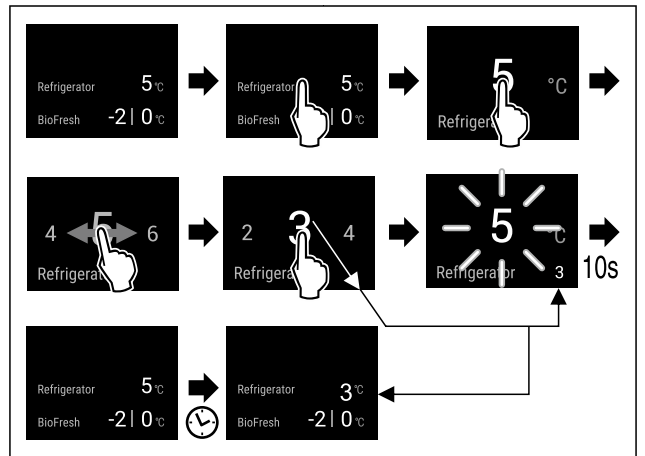 Refrigerator 5 °C
BioFresh -2 | 0 °C
Refrigerator 5 °C
| 0 °C
5 °C
4 5 6
2 3 4
5 °C
Refrigerator 3
10s
Refrigerator 5 °C
BioFresh -2 | 0 °C
Refrigerator 3 °C
BioFresh -2 | 0 °C